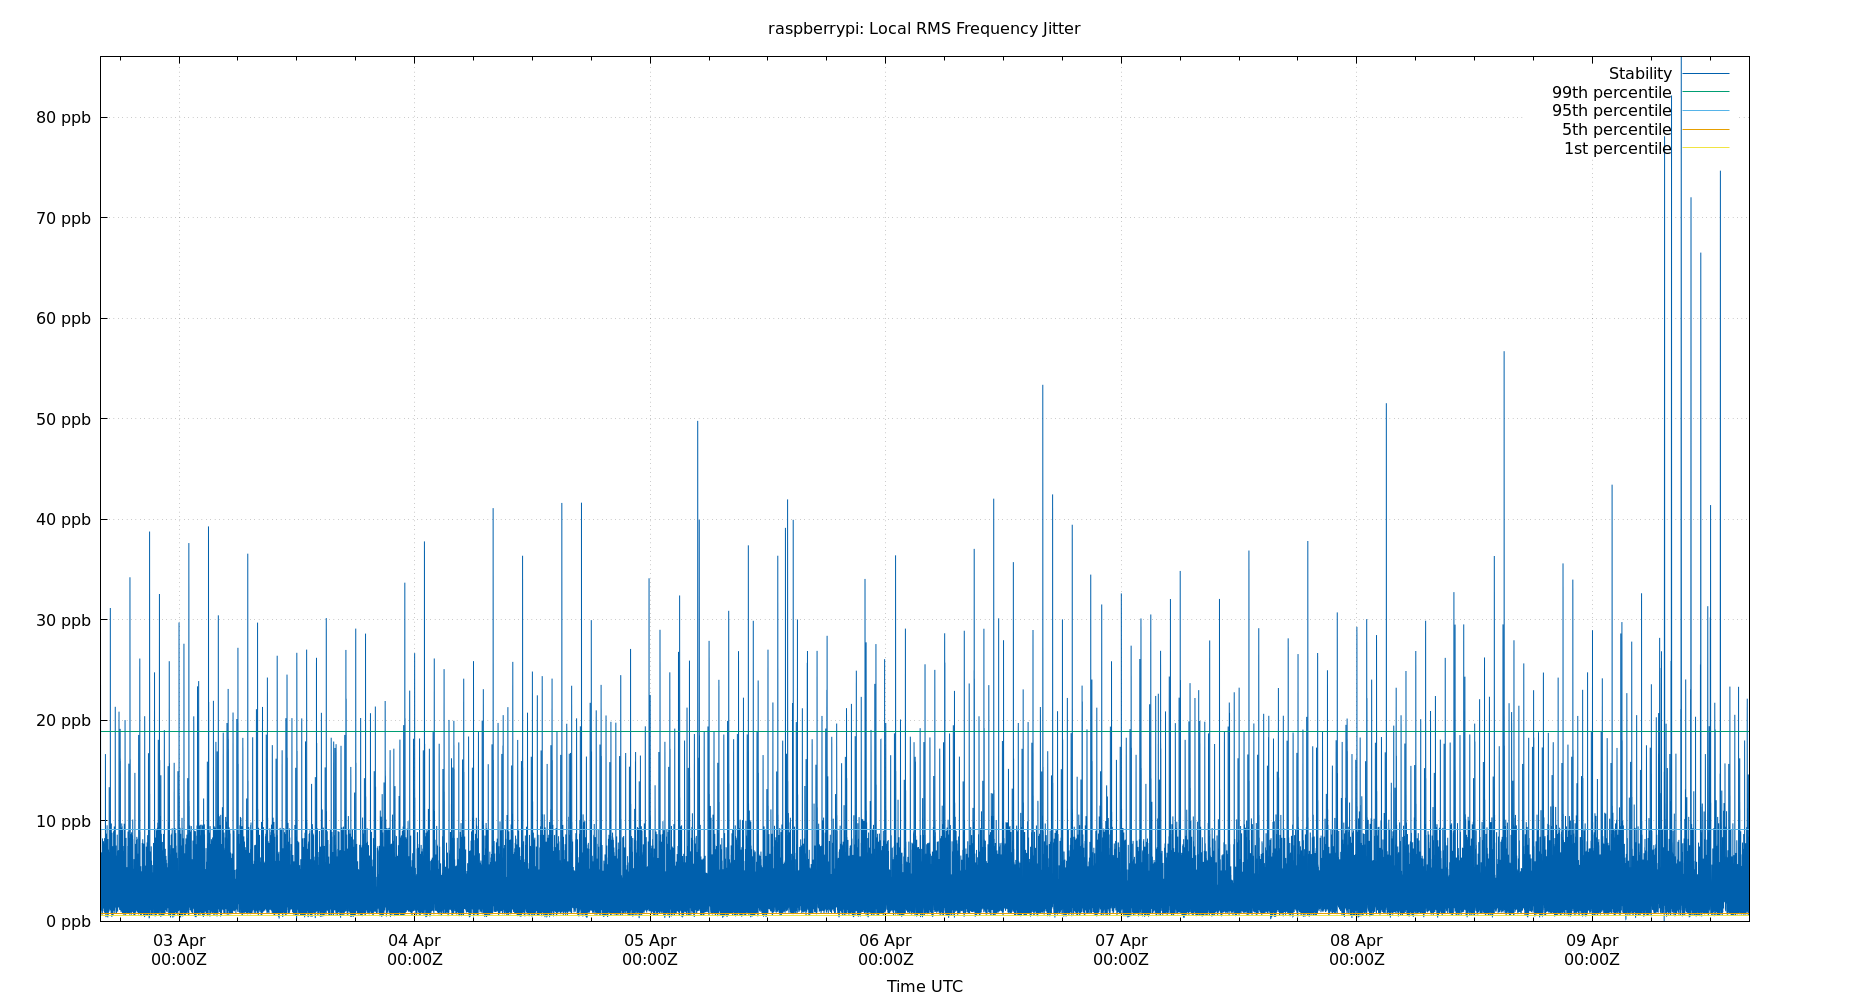 raspberrypi: Local RMS Frequency Jitter
Stability
99th percentile
95th percentile
5th percentile
1st percentile
80 ppb
70 ppb
60 ppb
50 ppb
40 ppb
30 ppb
20 ppb
10 ppb
0 ppb
03 Apr 04 Apr 05 Apr 06 Apr 07 Apr 08 Apr 09 Apr
00:00Z 00:00Z 00:00Z 00:00Z 00:00Z 00:00Z 00:00Z
Time UTC